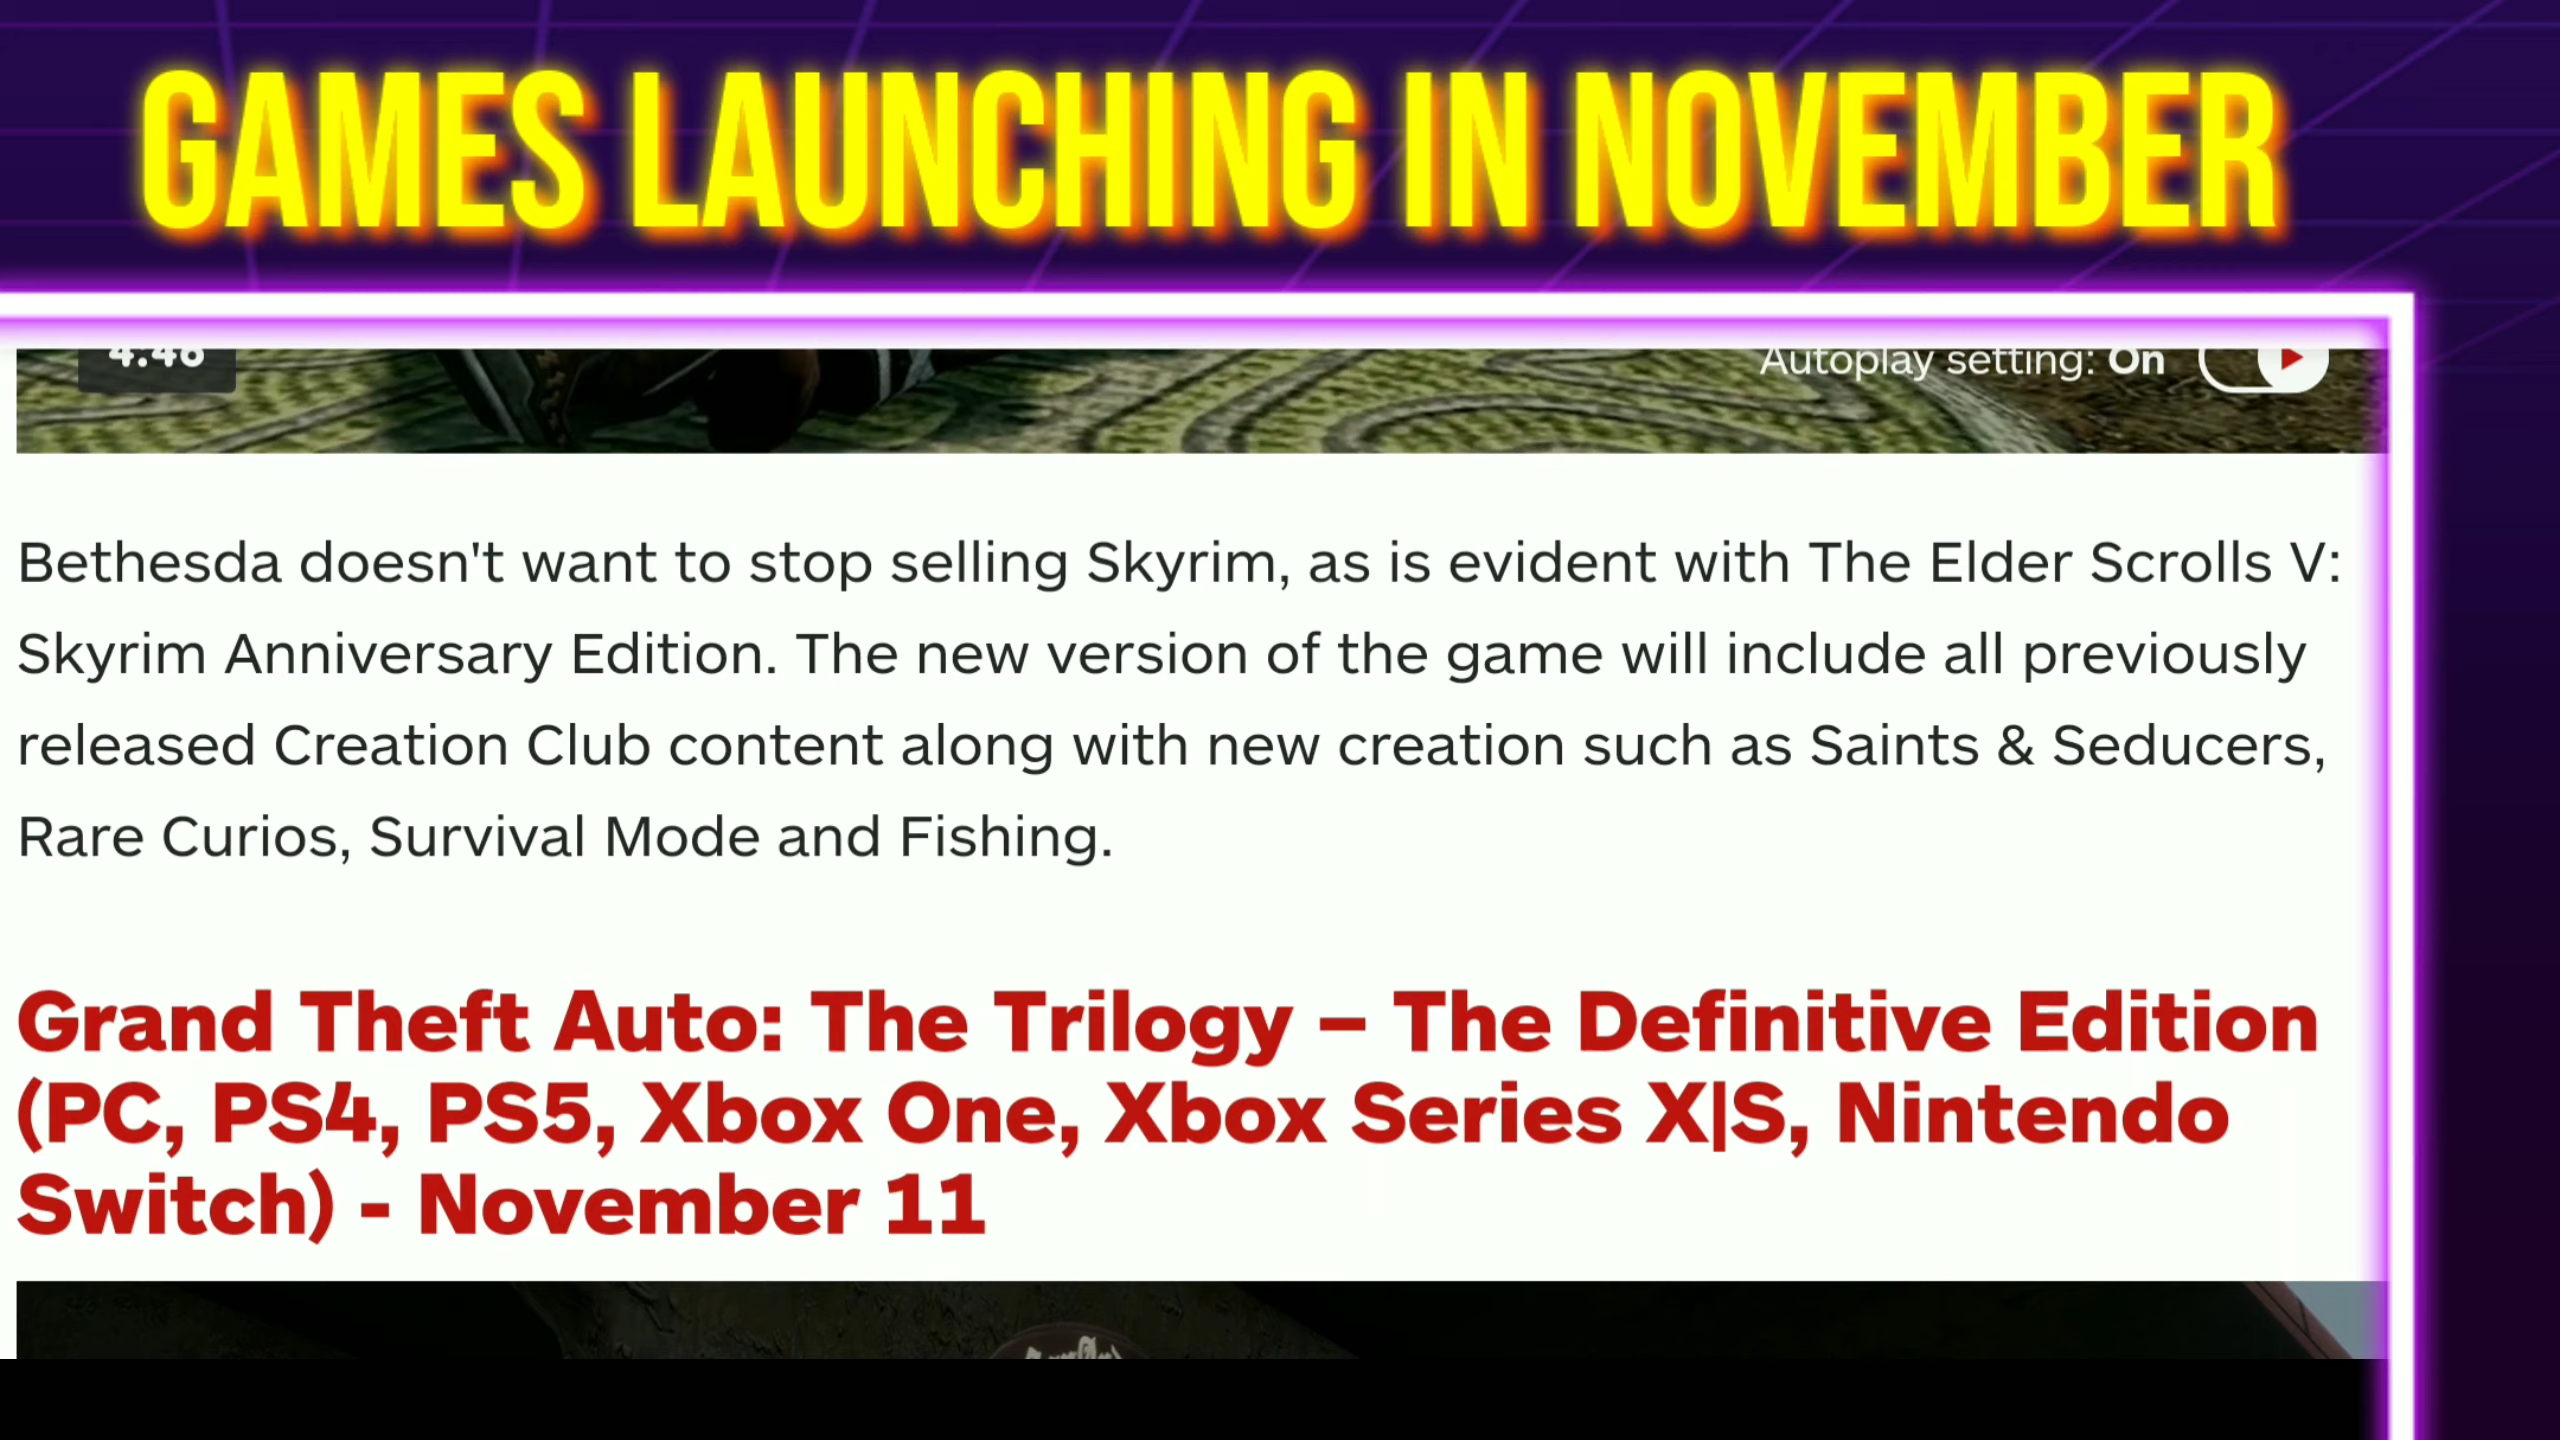 GAMES LAUNCHING IN NOVEMBER
4:46
Autoplay setting: On
Bethesda doesn't want to stop selling Skyrim, as is evident with The Elder Scrolls V:
Skyrim Anniversary Edition. The new version of the game will include all previously
released Creation Club content along with new creation such as Saints & Seducers,
Rare Curios, Survival Mode and Fishing.
Grand Theft Auto: The Trilogy – The Definitive Edition
(PC, PS4, PS5, Xbox One, Xbox Series X|S, Nintendo
Switch) - November 11